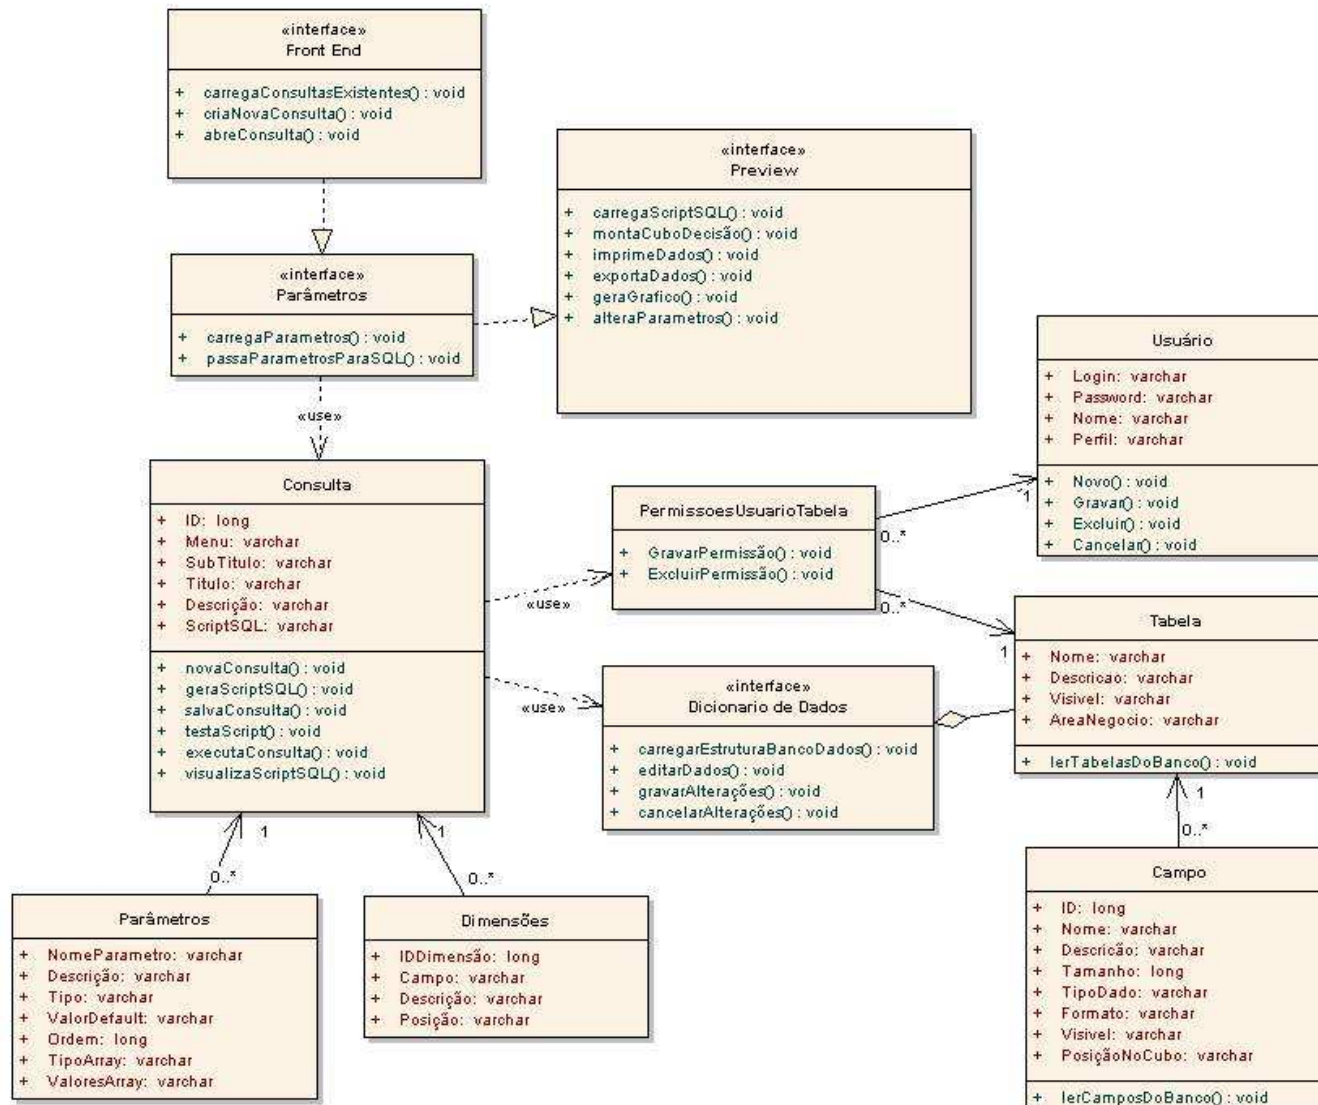 «interface»
Front End
+ carregaConsultasExistentes() : void
+ criaNovaConsulta() : void
+ abreConsulta() : void
«interface»
Preview
+ carregaScriptSQL() : void
+ montaCuboDecisão() : void
+ imprimeDados() : void
+ exportaDados() : void
+ geraGrafico() : void
+ alteraParametros() : void
«interface»
Parâmetros
+ carregaParametros() : void
+ passaParametrosParaSQL() : void
«use»
Usuário
+ Login: varchar
+ Password: varchar
+ Nome: varchar
+ Perfil: varchar
+ Novo() : void
+ Gravar() : void
+ Excluir() : void
+ Cancelar() : void
Consulta
+ ID: long
+ Menu: varchar
+ SubTitulo: varchar
+ Titulo: varchar
+ Descrição: varchar
+ ScriptSQL: varchar
+ novaConsulta() : void
+ geraScriptSQL() : void
+ salvaConsulta() : void
+ testaScript() : void
+ executaConsulta() : void
+ visualizaScriptSQL() : void
«use»
«use»
PermissoesUsuarioTabela
+ GravarPermissão() : void
+ ExcluirPermissão() : void
0..*
1
0..*
1
Tabela
+ Nome: varchar
+ Descricao: varchar
+ Visivel: varchar
+ AreaNegocio: varchar
+ lerTabelasDoBanco() : void
«interface»
Dicionario de Dados
+ carregarEstruturaBancoDados() : void
+ editarDados() : void
+ gravarAlterações() : void
+ cancelarAlterações() : void
1
0..*
1
0..*
1
0..*
Parâmetros
+ NomeParametro: varchar
+ Descrição: varchar
+ Tipo: varchar
+ ValorDefault: varchar
+ Ordem: long
+ TipoArray: varchar
+ ValoresArray: varchar
Dimensões
+ IDDimensão: long
+ Campo: varchar
+ Descrição: varchar
+ Posição: varchar
Campo
+ ID: long
+ Nome: varchar
+ Descricão: varchar
+ Tamanho: long
+ TipoDado: varchar
+ Formato: varchar
+ Visivel: varchar
+ PosiçãoNoCubo: varchar
+ lerCamposDoBanco() : void